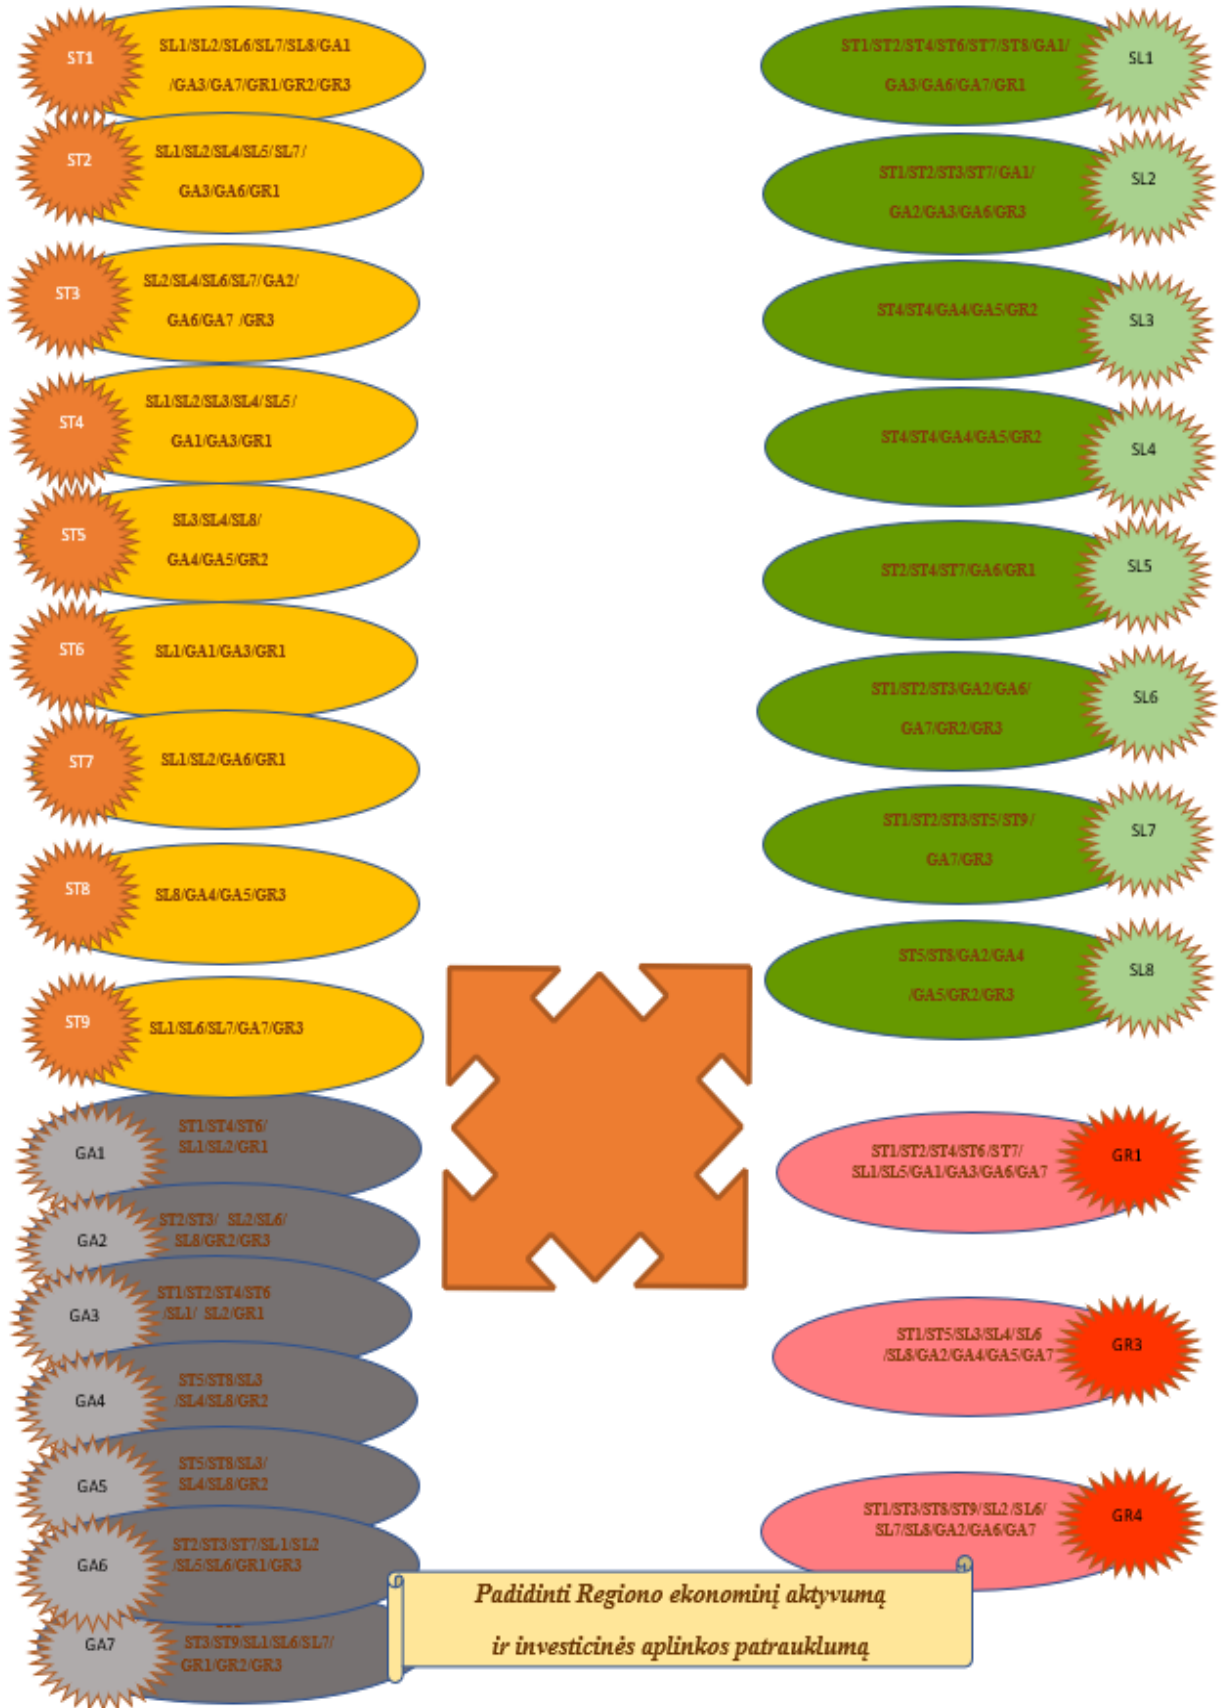 ST1
SL1/SL2/SL6/SL7/SL8/GA1
/GA3/GA7/GR1/GR2/GR3
ST2
SL1/SL2/SL4/SL5/SL7/
GA3/GA6/GR1
ST3
SL2/SL4/SL6/SL7/GA2/
GA6/GA7 /GR3
ST4
SL1/SL2/SL3/SL4/SL5/
GA1/GA3/GR1
ST5
SL3/SL4/SL8/
GA4/GA5/GR2
ST6
SL1/GA1/GA3/GR1
ST7
SL1/SL2/GA6/GR1
ST8
SL8/GA4/GA5/GR3
ST9
SL1/SL6/SL7/GA7/GR3
GA1
ST1/ST4/ST6/
SL1/SL2/GR1
GA2
ST2/ST3/ SL2/SL6/
SL8/GR2/GR3
GA3
ST1/ST2/ST4/ST6
/SL1/ SL2/GR1
GA4
ST5/ST8/SL3
/SL4/SL8/GR2
GA5
ST5/ST8/SL3/
SL4/SL8/GR2
GA6
ST2/ST3/ST7/SL1/SL2
/SL5/SL6/GR1/GR3
GA7
ST3/ST9/SL1/SL6/SL7/
GR1/GR2/GR3
ST1/ST2/ST4/ST6/ST7/ST8/GA1/
GA3/GA6/GA7/GR1
SL1
ST1/ST2/ST3/ST7/GA1/
GA2/GA3/GA6/GR3
SL2
ST4/ST4/GA4/GA5/GR2
SL3
ST4/ST4/GA4/GA5/GR2
SL4
ST2/ST4/ST7/GA6/GR1
SL5
ST1/ST2/ST3/GA2/GA6/
GA7/GR2/GR3
SL6
ST1/ST2/ST3/ST5/ST9/
GA7/GR3
SL7
ST5/ST8/GA2/GA4
/GA5/GR2/GR3
SL8
ST1/ST2/ST4/ST6/ST7/
SL1/SL5/GA1/GA3/GA6/GA7
GR1
ST1/ST5/SL3/SL4/SL6
/SL8/GA2/GA4/GA5/GA7
GR3
ST1/ST3/ST8/ST9/SL2/SL6/
SL7/SL8/GA2/GA6/GA7
GR4
Padidinti Regiono ekonominį aktyvumą
ir investicinės aplinkos patrauklumą